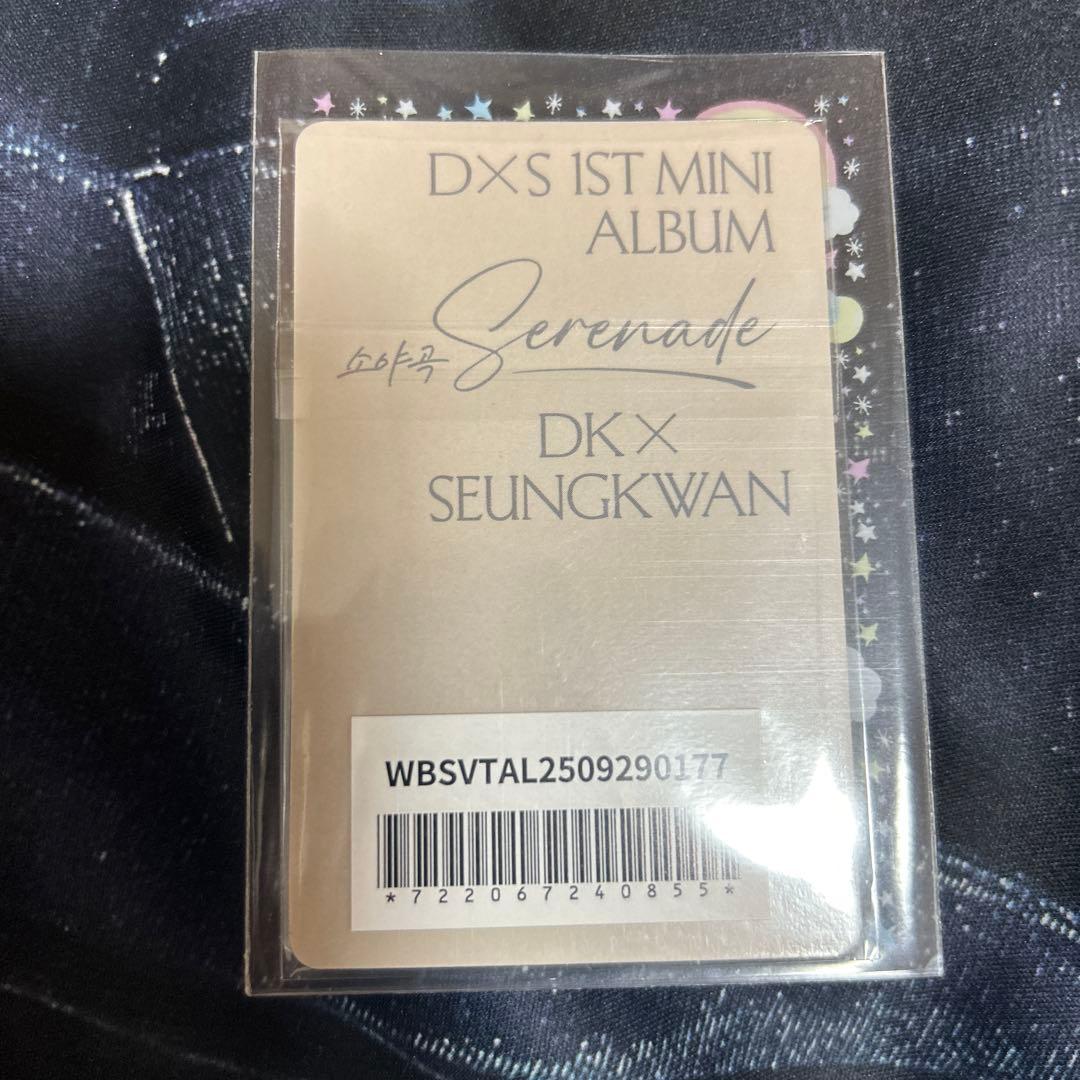 D×S 1ST MINI
ALBUM
Serenade
소야곡
DK×
SEUNGKWAN
WBSVTAL2509290177
*722067240855*